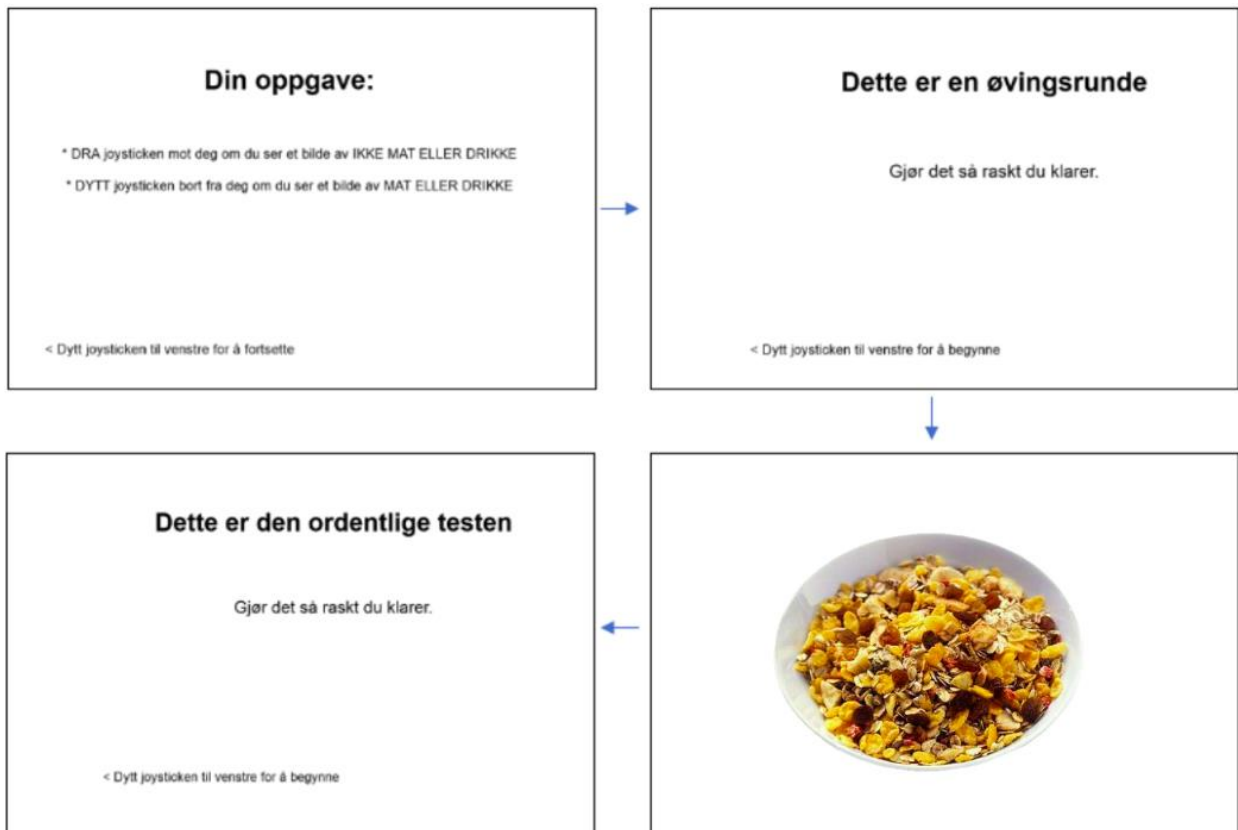 Din oppgave:
* DRA joysticken mot deg om du ser et bilde av IKKE MAT ELLER DRIKKE
* DYTT joysticken bort fra deg om du ser et bilde av MAT ELLER DRIKKE
< Dytt joysticken til venstre for å fortsette
Dette er en øvingsrunde
Gjør det så raskt du klarer.
< Dytt joysticken til venstre for å begynne
Dette er den ordentlige testen
Gjør det så raskt du klarer.
< Dytt joysticken til venstre for å begynne